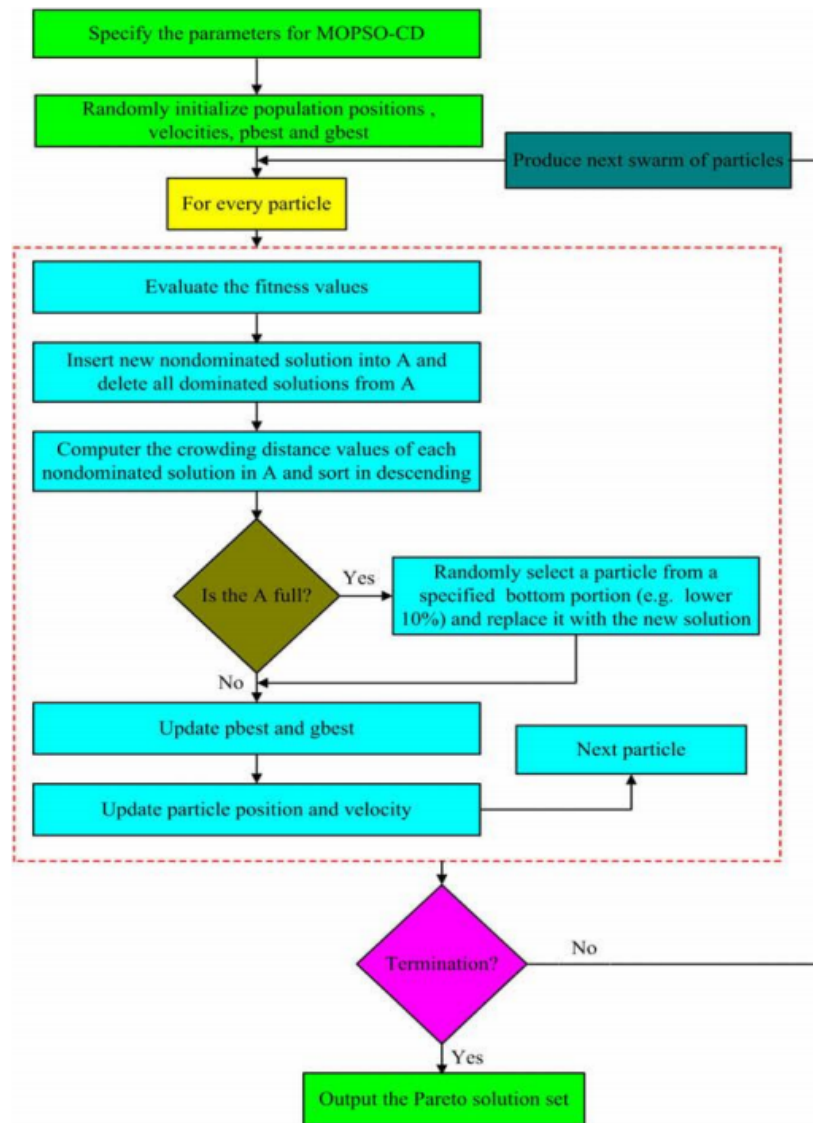 Specify the parameters for MOPSO-CD
Randomly initialize population positions ,
velocities, pbest and gbest
Produce next swarm of particles
For every particle
Evaluate the fitness values
Insert new nondominated solution into A and
delete all dominated solutions from A
Computer the crowding distance values of each
nondominated solution in A and sort in descending
Is the A full?
Yes
Randomly select a particle from a
specified bottom portion (e.g. lower
10%) and replace it with the new solution
No
Update pbest and gbest
Next particle
Update particle position and velocity
Termination?
No
Yes
Output the Pareto solution set